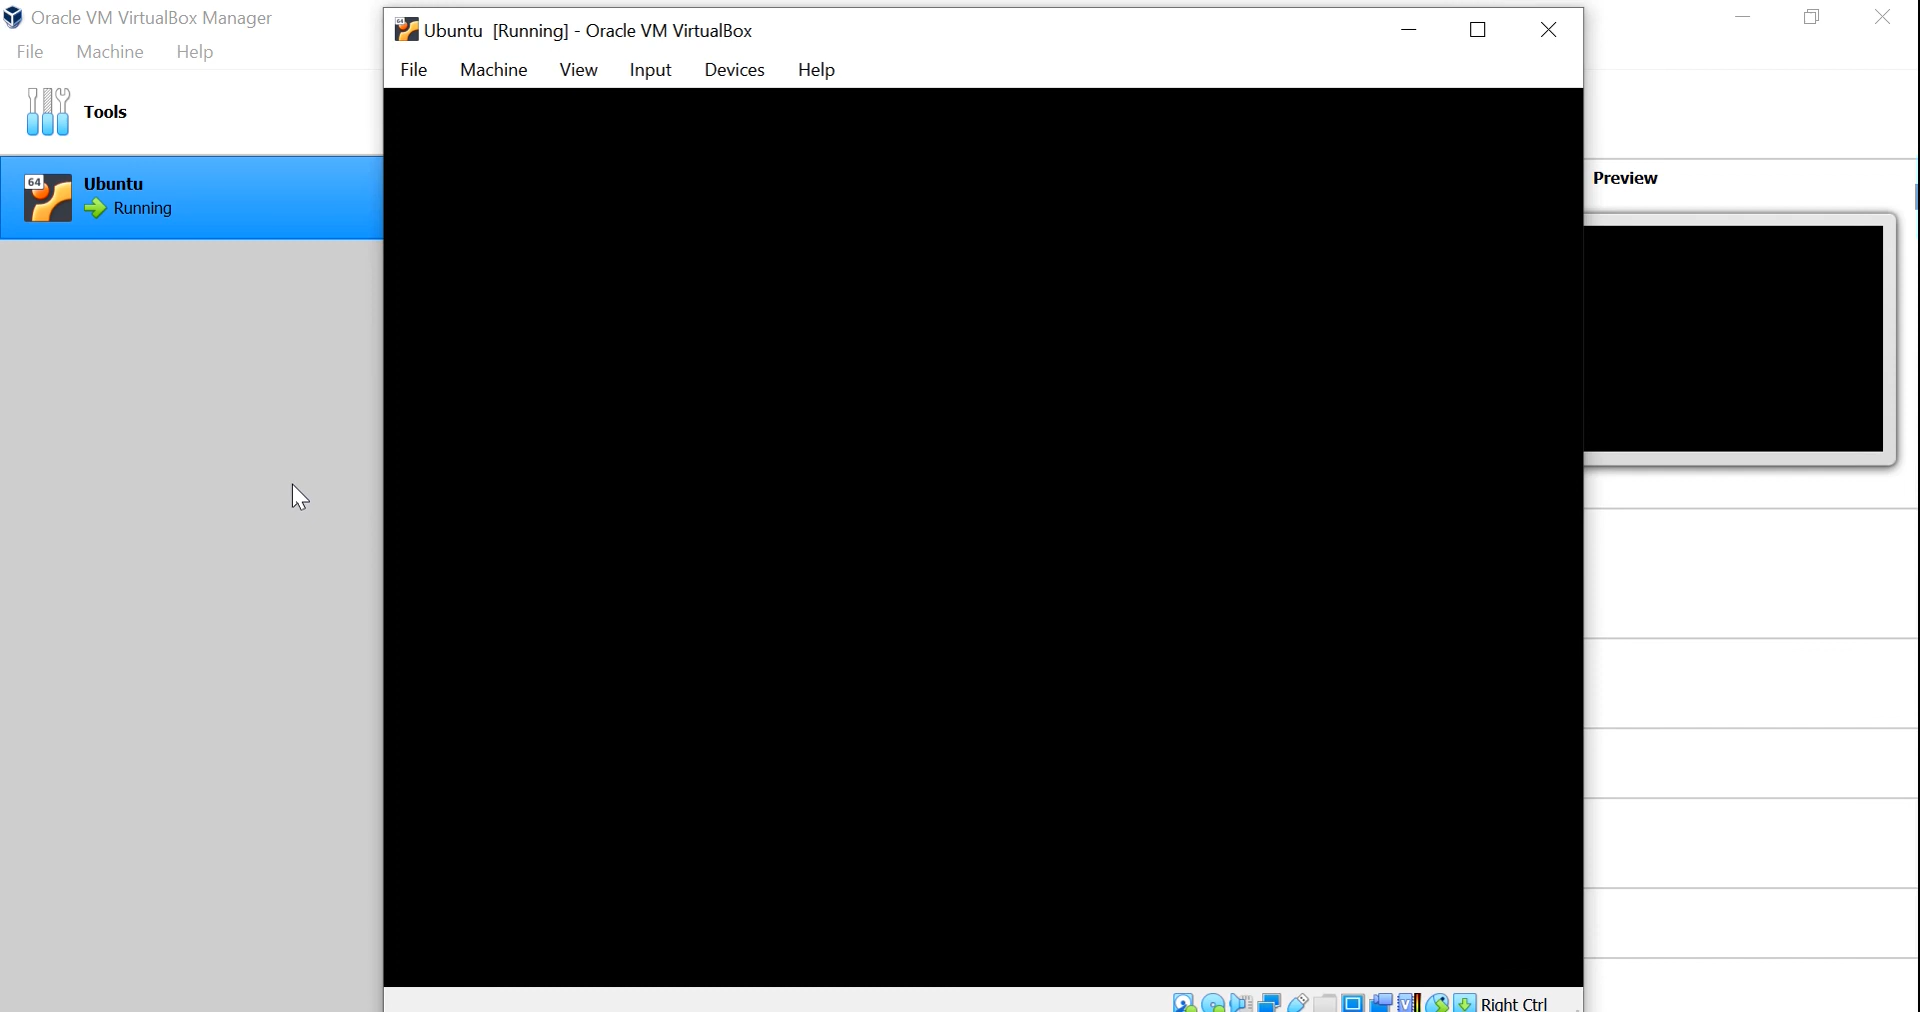 Oracle VM VirtualBox Manager
File Machine Help
Tools
64
Ubuntu
Running
64
Ubuntu [Running] - Oracle VM VirtualBox
File Machine View Input Devices Help
Preview
V
Right Ctrl